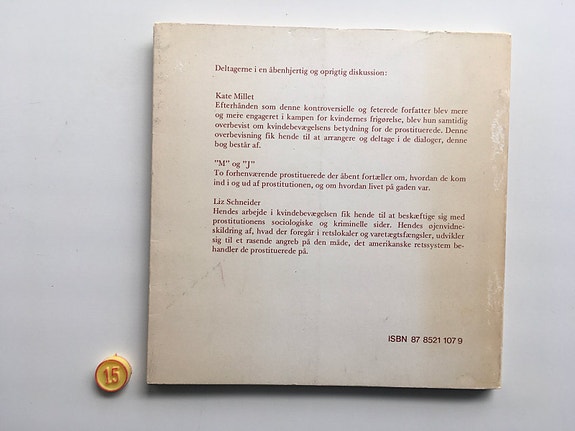 Deltagerne i en åbenhjertig og oprigtig diskussion:
Kate Millet
Efterhånden som denne kontroversielle og feterede forfatter blev mere
og mere engageret i kampen for kvindernes frigørelse, blev hun samtidig
overbevist om kvindebevægelsens betydning for de prostituerede. Denne
overbevisning fik hende til at arrangere og deltage i de dialoger, denne
bog består af.
"M" og "J"
To forhenværende prostituerede der åbent fortæller om, hvordan de kom
ind i og ud af prostitutionen, og om hvordan livet på gaden var.
Liz Schneider
Hendes arbejde i kvindebevægelsen fik hende til at beskæftige sig med
prostitutionens sociologiske og kriminelle sider. Hendes øjenvidne-
skildring af, hvad der foregår i retslokaler og varetægtsfængsler, udvikler
sig til et rasende angreb på den måde, det amerikanske retssystem be-
handler de prostituerede på.
ISBN 87 8521 107 9
15